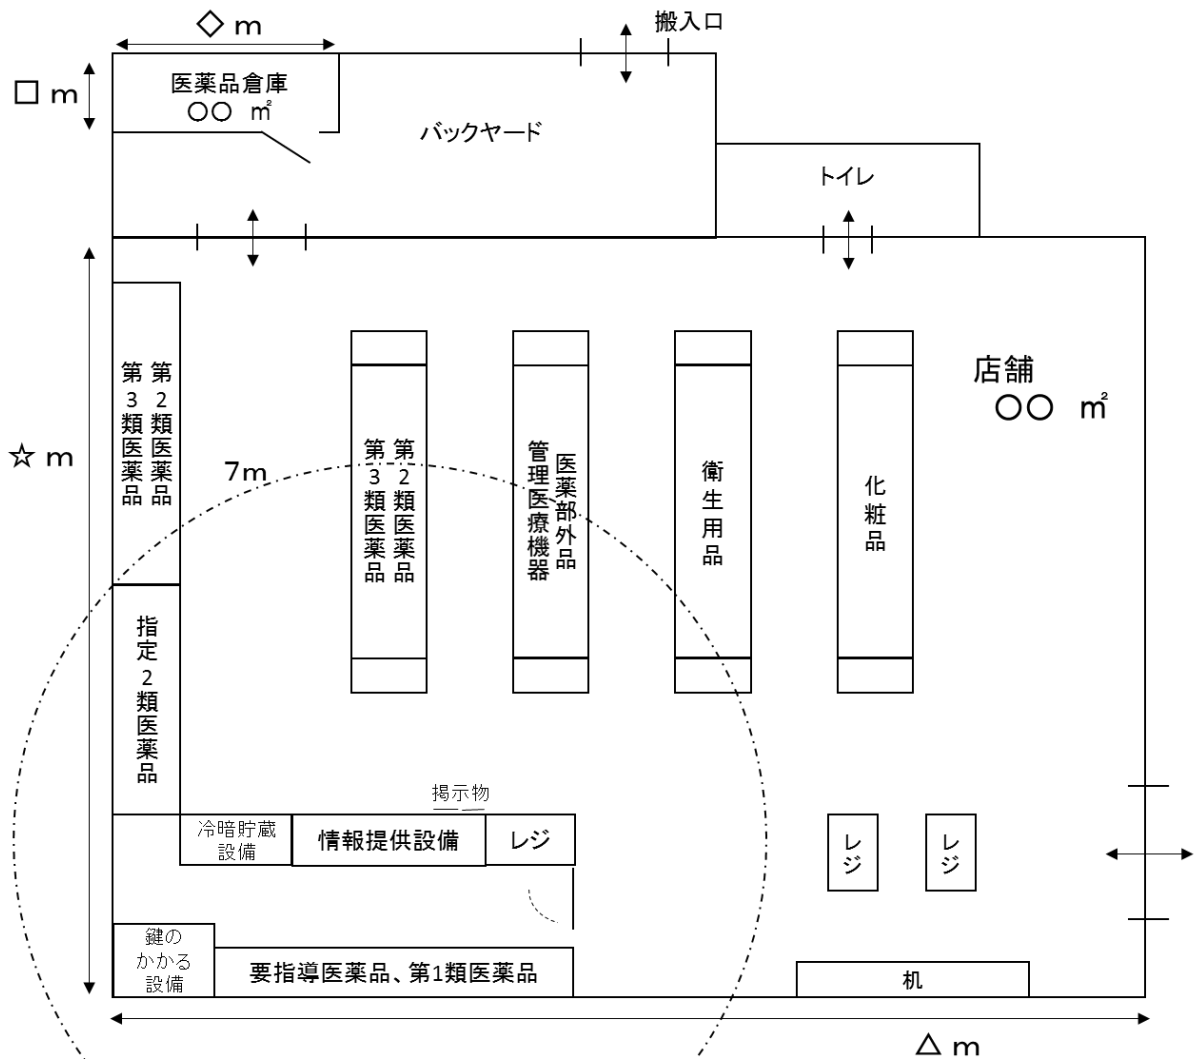 ◇ m
搬入口
□ m
医薬品倉庫
○○ ㎡
バックヤード
トイレ
店舗
○○ ㎡
☆ m
第2類医薬品
第3類医薬品
7m
第2類医薬品
第3類医薬品
医薬部外品
管理医療機器
衛生用品
化粧品
指定2類医薬品
掲示物
冷暗貯蔵
設備
情報提供設備
レジ
レジ
レジ
鍵の
かかる
設備
要指導医薬品、第1類医薬品
机
△ m